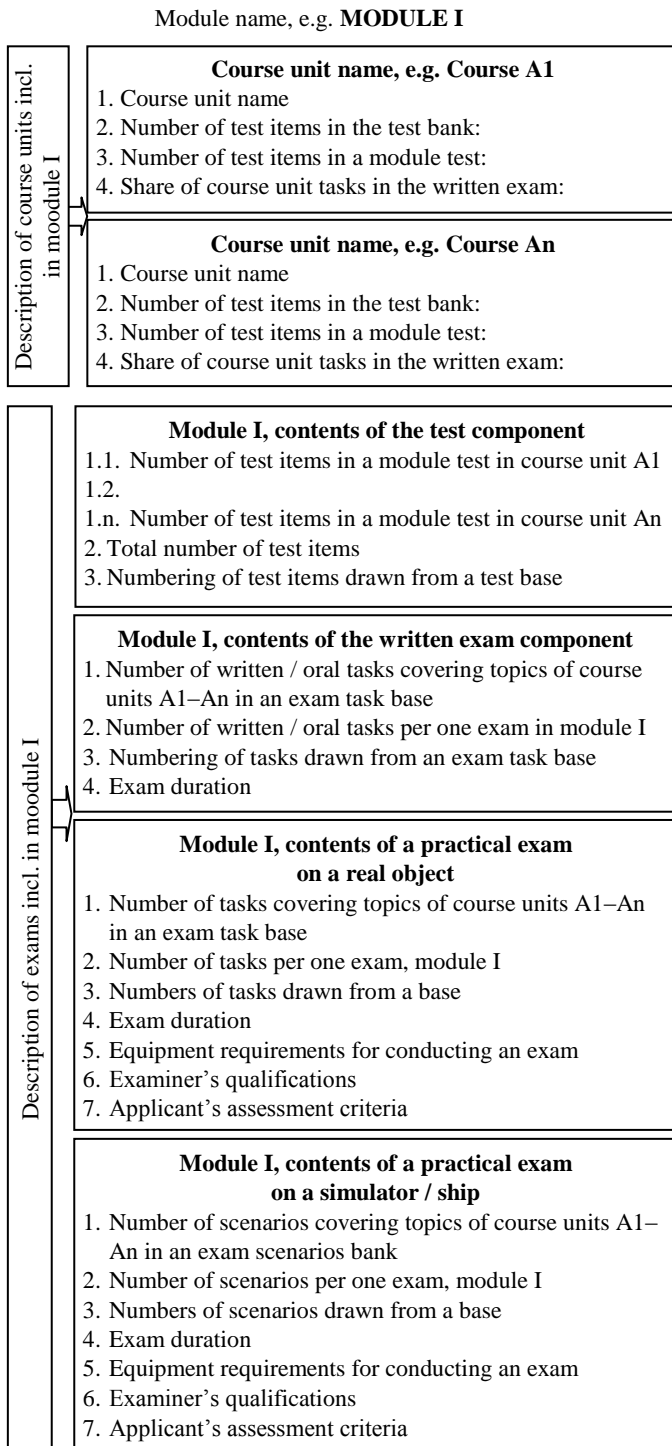 Module name, e.g. MODULE I
Description of course units incl.
in moodule I
Course unit name, e.g. Course A1
1. Course unit name
2. Number of test items in the test bank:
3. Number of test items in a module test:
4. Share of course unit tasks in the written exam:
Course unit name, e.g. Course An
1. Course unit name
2. Number of test items in the test bank:
3. Number of test items in a module test:
4. Share of course unit tasks in the written exam:
Description of exams incl. in moodule I
Module I, contents of the test component
1.1. Number of test items in a module test in course unit A1
1.2.
1.n. Number of test items in a module test in course unit An
2. Total number of test items
3. Numbering of test items drawn from a test base
Module I, contents of the written exam component
1. Number of written / oral tasks covering topics of course
units A1–An in an exam task base
2. Number of written / oral tasks per one exam in module I
3. Numbering of tasks drawn from an exam task base
4. Exam duration
Module I, contents of a practical exam
on a real object
1. Number of tasks covering topics of course units A1–An
in an exam task base
2. Number of tasks per one exam, module I
3. Numbers of tasks drawn from a base
4. Exam duration
5. Equipment requirements for conducting an exam
6. Examiner's qualifications
7. Applicant's assessment criteria
Module I, contents of a practical exam
on a simulator / ship
1. Number of scenarios covering topics of course units A1–
An in an exam scenarios bank
2. Number of scenarios per one exam, module I
3. Numbers of scenarios drawn from a base
4. Exam duration
5. Equipment requirements for conducting an exam
6. Examiner's qualifications
7. Applicant's assessment criteria